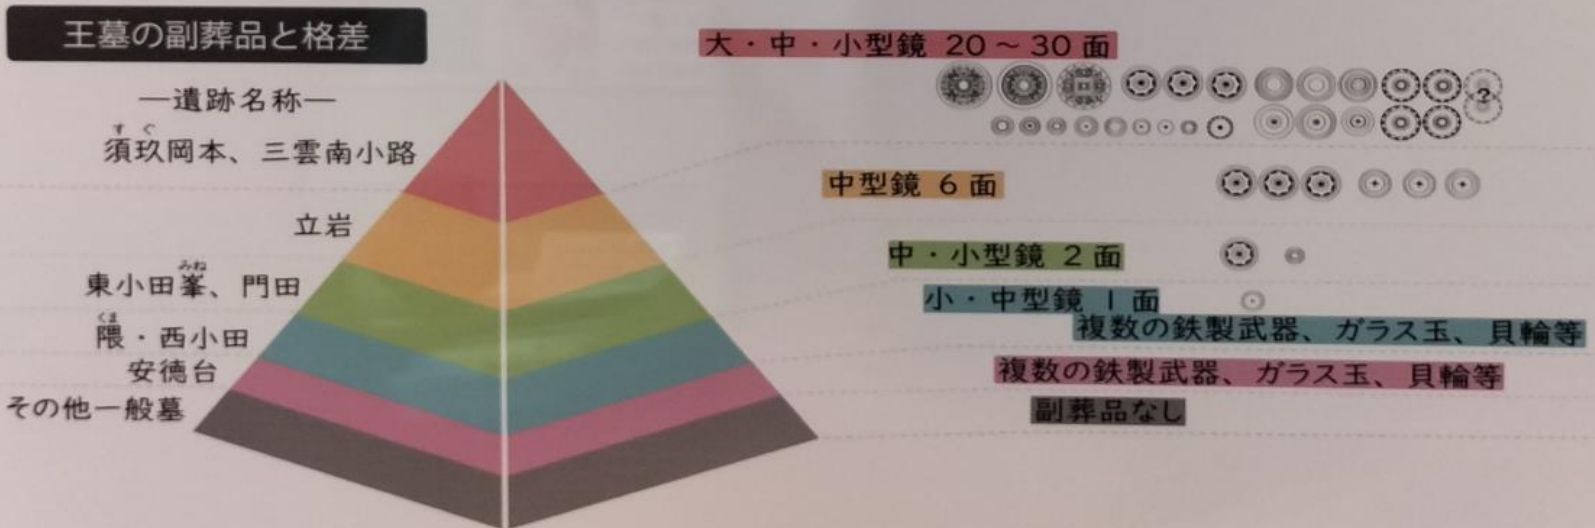 王墓の副葬品と格差
―遺跡名称―
すぐ
須玖岡本、三雲南小路
立岩
みね
東小田峯、門田
くま
隈・西小田
安徳台
その他一般墓
大・中・小型鏡 20～30 面
?
中型鏡 6 面
中・小型鏡 2 面
小・中型鏡 1 面
複数の鉄製武器、ガラス玉、貝輪等
複数の鉄製武器、ガラス玉、貝輪等
副葬品なし